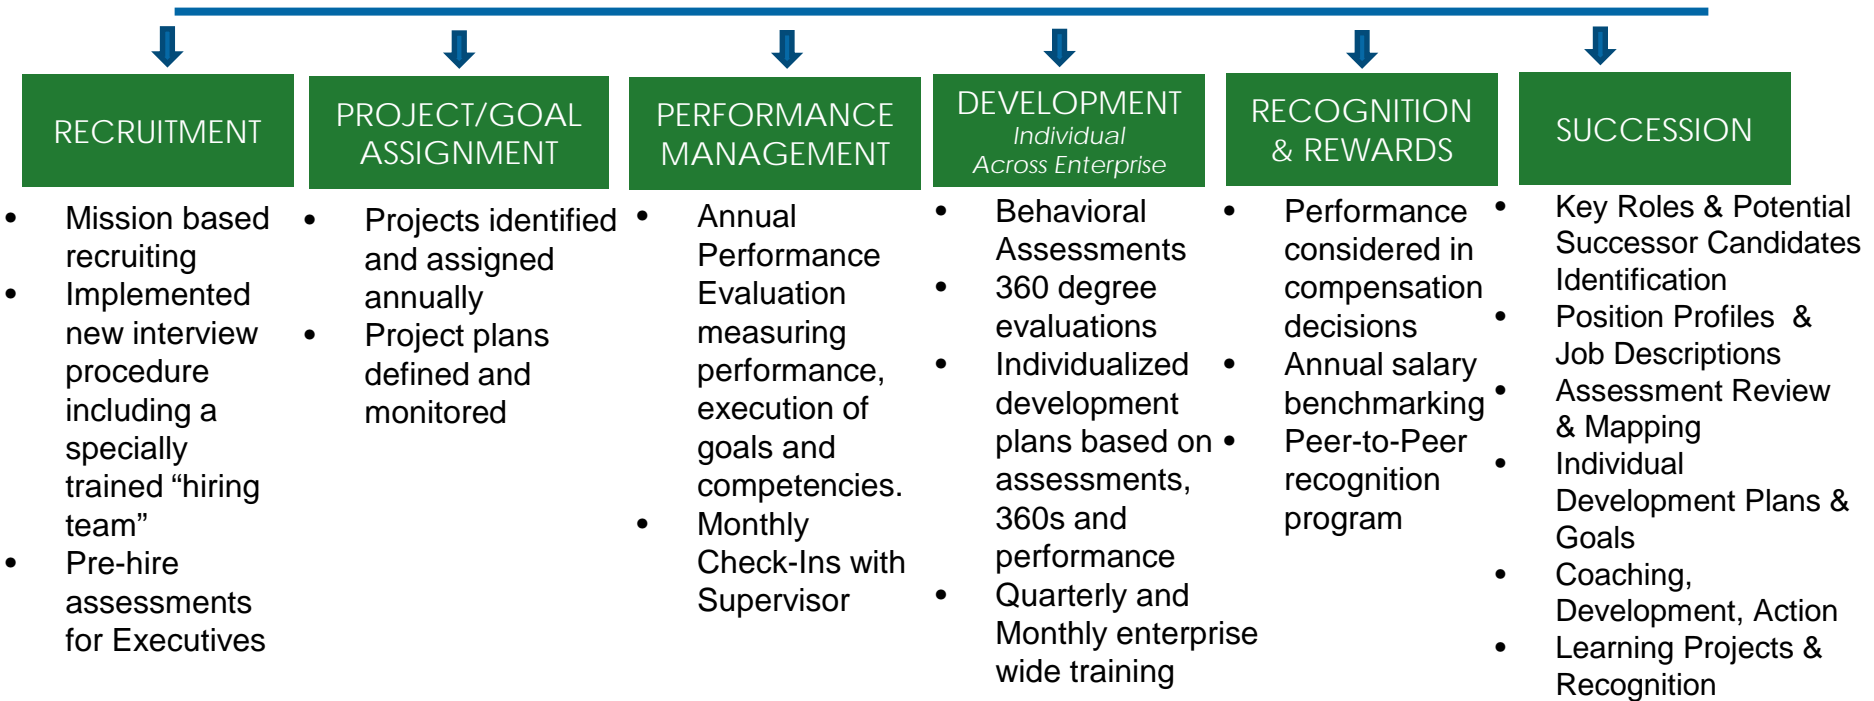 RECRUITMENT
• Mission based
recruiting
• Implemented
new interview
procedure
including a
specially
trained “hiring
team”
• Pre-hire
assessments
for Executives
PROJECT/GOAL
ASSIGNMENT
• Projects identified
and assigned
annually
• Project plans
defined and
monitored
PERFORMANCE
MANAGEMENT
• Annual
Performance
Evaluation
measuring
performance,
execution of
goals and
competencies.
• Monthly
Check-Ins with
Supervisor
DEVELOPMENT
Individual
Across Enterprise
• Behavioral
Assessments
• 360 degree
evaluations
• Individualized
development
plans based on
assessments,
360s and
performance
• Quarterly and
Monthly enterprise
wide training
RECOGNITION
& REWARDS
• Performance
considered in
compensation
decisions
• Annual salary
benchmarking
• Peer-to-Peer
recognition
program
SUCCESSION
• Key Roles & Potential
Successor Candidates
Identification
• Position Profiles &
Job Descriptions
• Assessment Review
& Mapping
• Individual
Development Plans &
Goals
• Coaching,
Development, Action
• Learning Projects &
Recognition